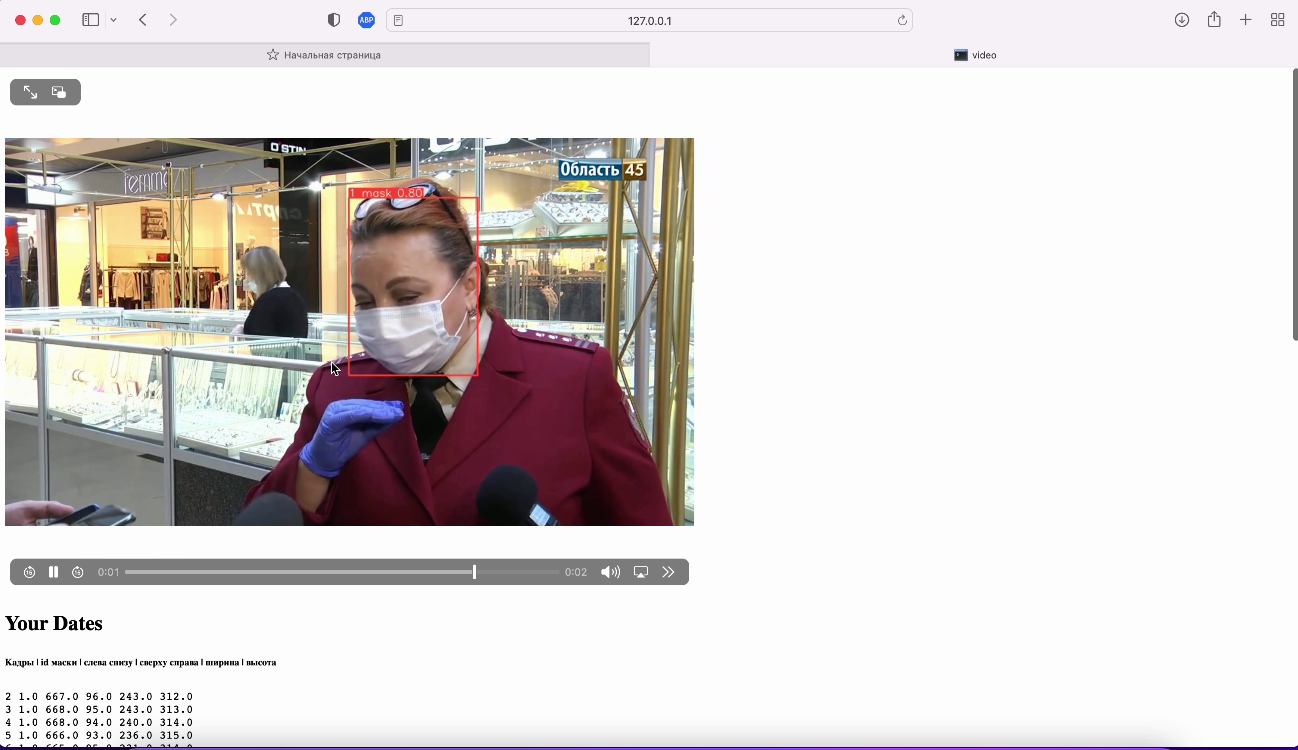 ABP
127.0.0.1
Начальная страница
video
O'STIN
femme
Область 45
1 mask 0.80
0:01
0:02
Your Dates
Кадры | id маски | слева снизу | сверху справа | ширина | высота
2 1.0 667.0 96.0 243.0 312.0
3 1.0 668.0 95.0 243.0 313.0
4 1.0 668.0 94.0 240.0 314.0
5 1.0 666.0 93.0 236.0 315.0